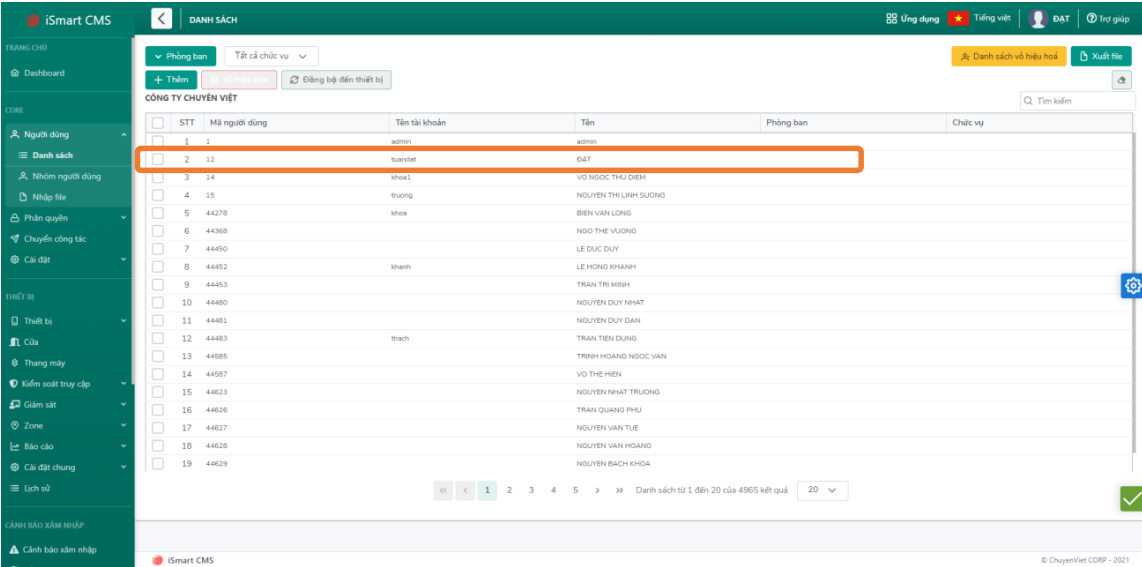 iSmart CMS
DANH SÁCH
Ứng dụng Tiếng việt ĐẠT Trợ giúp
TRANG CHỦ
Dashboard
CORE
Người dùng
Danh sách
Nhóm người dùng
Nhập file
Phân quyền
Chuyển công tác
Cài đặt
THIẾT BỊ
Thiết bị
Cửa
Thang máy
Kiểm soát truy cập
Giám sát
Zone
Báo cáo
Cài đặt chung
Lịch sử
CẢNH BÁO XÂM NHẬP
Cảnh báo xâm nhập
Phòng ban Tất cả chức vụ Danh sách vô hiệu hoá Xuất file
+ Thêm Vô hiệu hóa Đồng bộ đến thiết bị
CÔNG TY CHUYÊN VIỆT Tìm kiếm
STT Mã người dùng Tên tài khoản Tên Phòng ban Chức vụ
1 1 admin admin
2 12 tuandat ĐẠT
3 14 khoa1 VO NGOC THU DIEM
4 15 truong NGUYEN THI LINH SUONG
5 44278 khoa BIEN VAN LONG
6 44368 NGO THE VUONG
7 44450 LE DUC DUY
8 44452 khanh LE HONG KHANH
9 44453 TRAN TRI MINH
10 44480 NGUYEN DUY NHAT
11 44481 NGUYEN DUY DAN
12 44483 thach TRAN TIEN DUNG
13 44585 TRINH HOANG NGOC VAN
14 44587 VO THE HIEN
15 44623 NGUYEN NHAT TRUONG
16 44626 TRAN QUANG PHU
17 44627 NGUYEN VAN TUE
18 44628 NGUYEN VAN HOANG
19 44629 NGUYEN BACH KHOA
<< < 1 2 3 4 5 > >> Danh sách từ 1 đến 20 của 4965 kết quả 20
iSmart CMS © ChuyenViet CORP - 2021